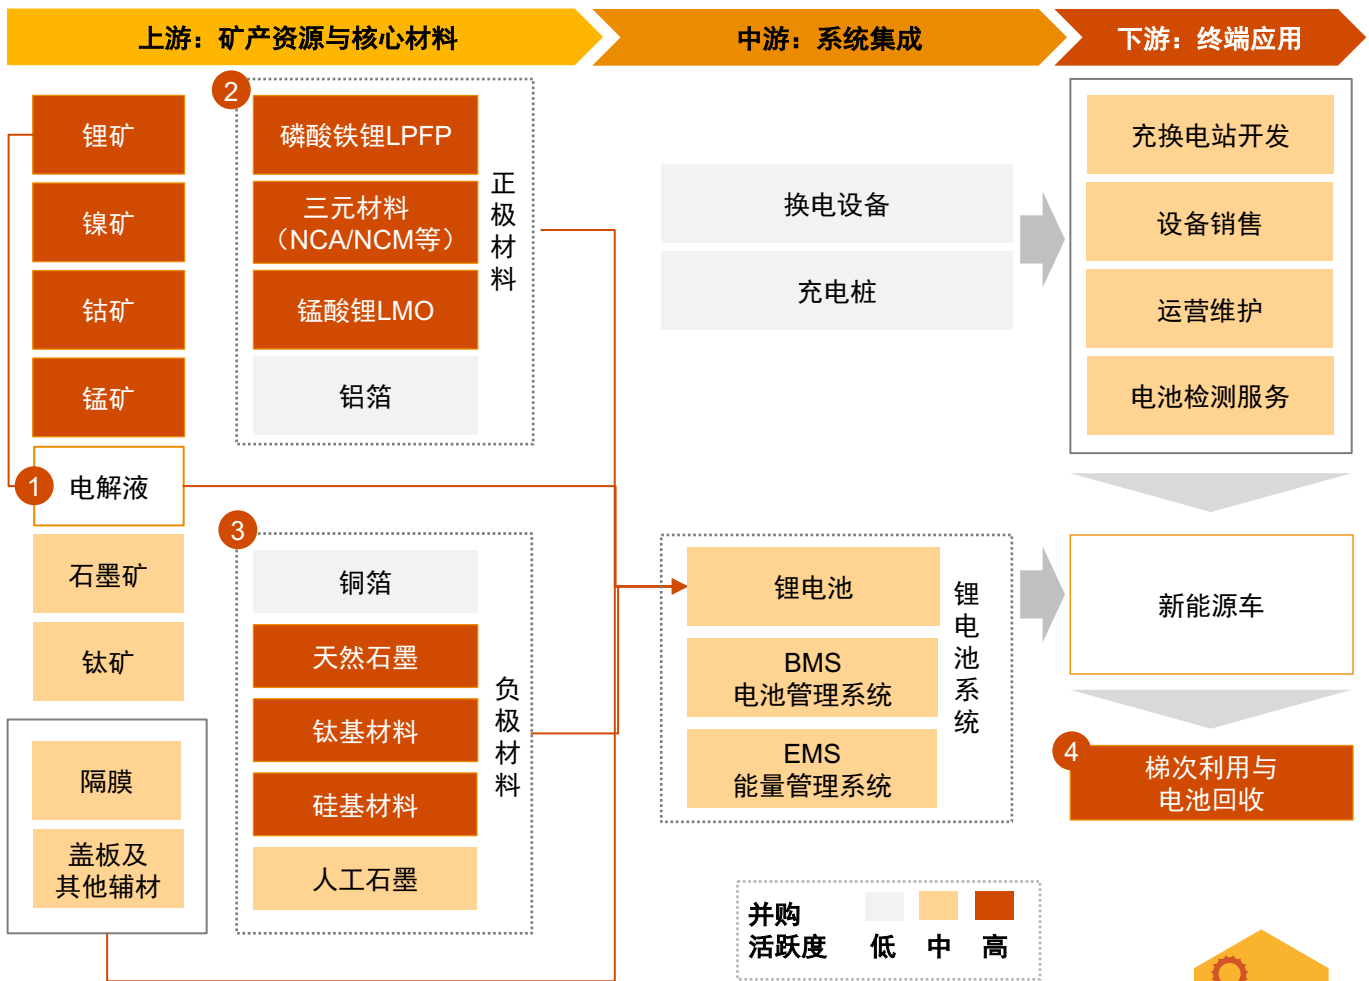 上游：矿产资源与核心材料
中游：系统集成
下游：终端应用
锂矿
镍矿
钴矿
锰矿
1
电解液
石墨矿
钛矿
隔膜
盖板及
其他辅材
2
磷酸铁锂LPFP
三元材料
（NCA/NCM等）
锰酸锂LMO
铝箔
正极材料
3
铜箔
天然石墨
钛基材料
硅基材料
人工石墨
负极材料
换电设备
充电桩
锂电池
BMS
电池管理系统
EMS
能量管理系统
锂电池系统
充换电站开发
设备销售
运营维护
电池检测服务
新能源车
4
梯次利用与
电池回收
并购
活跃度
低
中
高